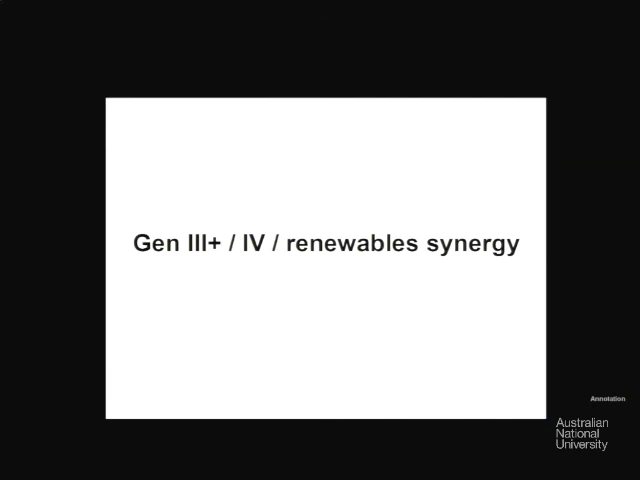 Gen III+ / IV / renewables synergy
Annotation
Australian
National
University